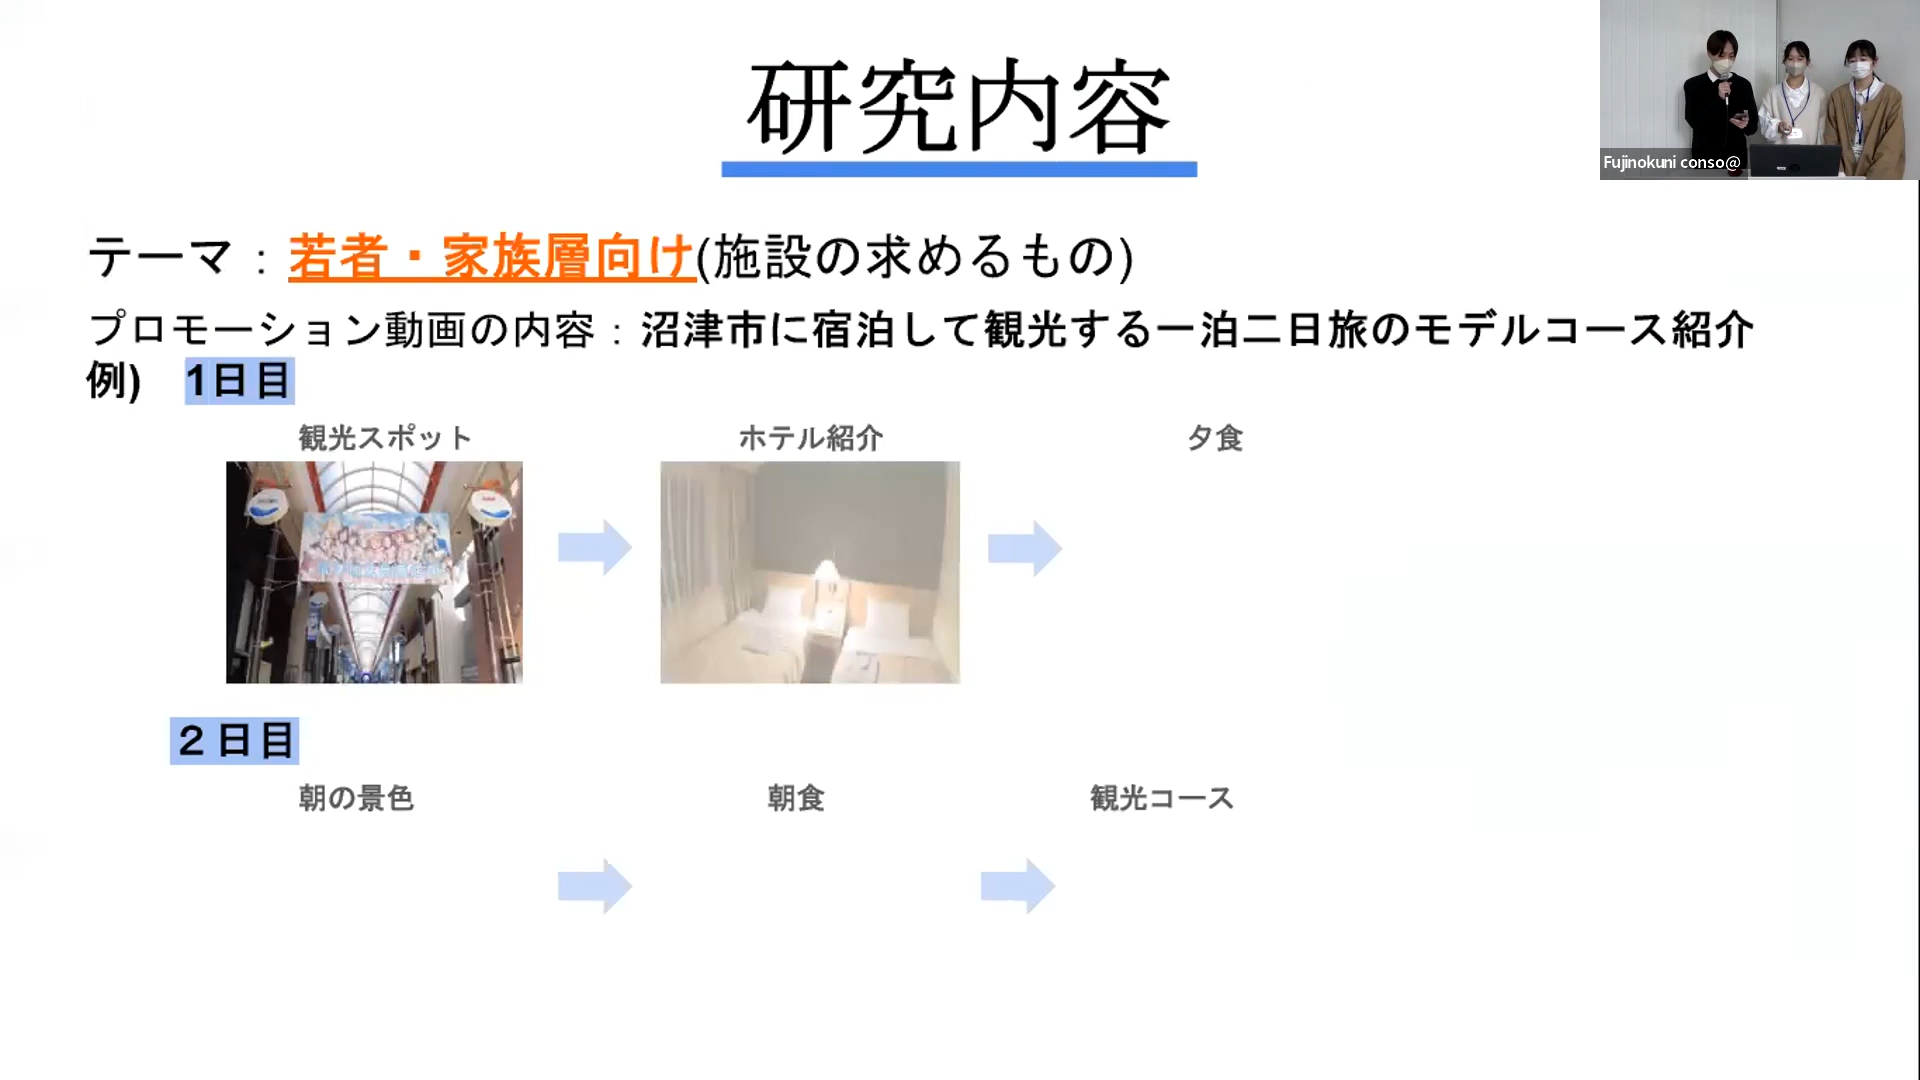 研究内容
Fujinokuni conso@
テーマ：若者・家族層向け(施設の求めるもの)
プロモーション動画の内容：沼津市に宿泊して観光する一泊二日旅のモデルコース紹介
例)　1日目
観光スポット　ホテル紹介　夕食
２日目
朝の景色　朝食　観光コース